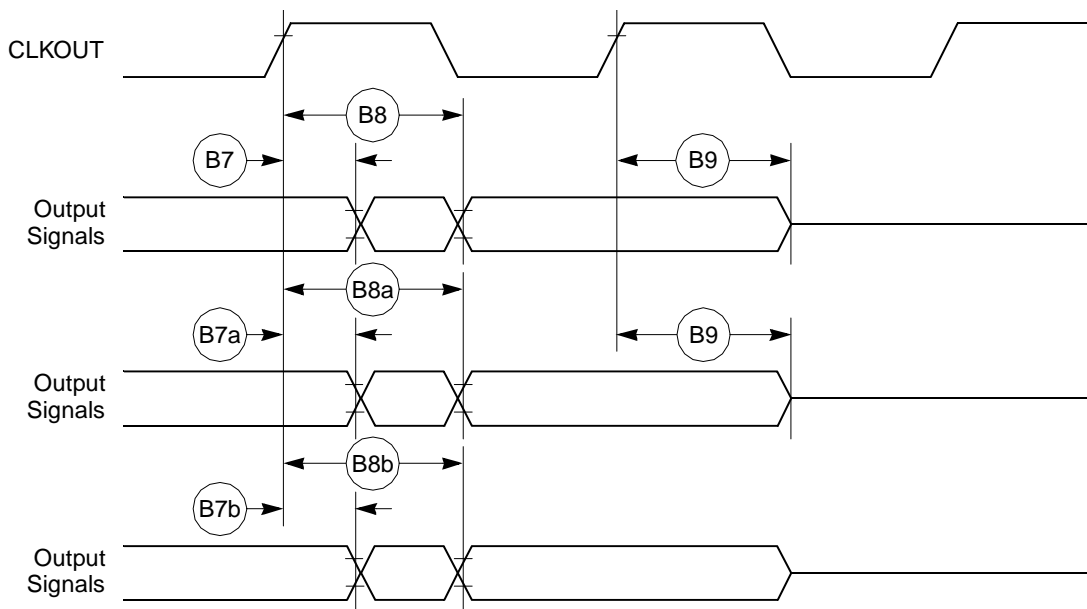 CLKOUT
B8
B7
B9
Output
Signals
B8a
B7a
B9
Output
Signals
B8b
B7b
Output
Signals